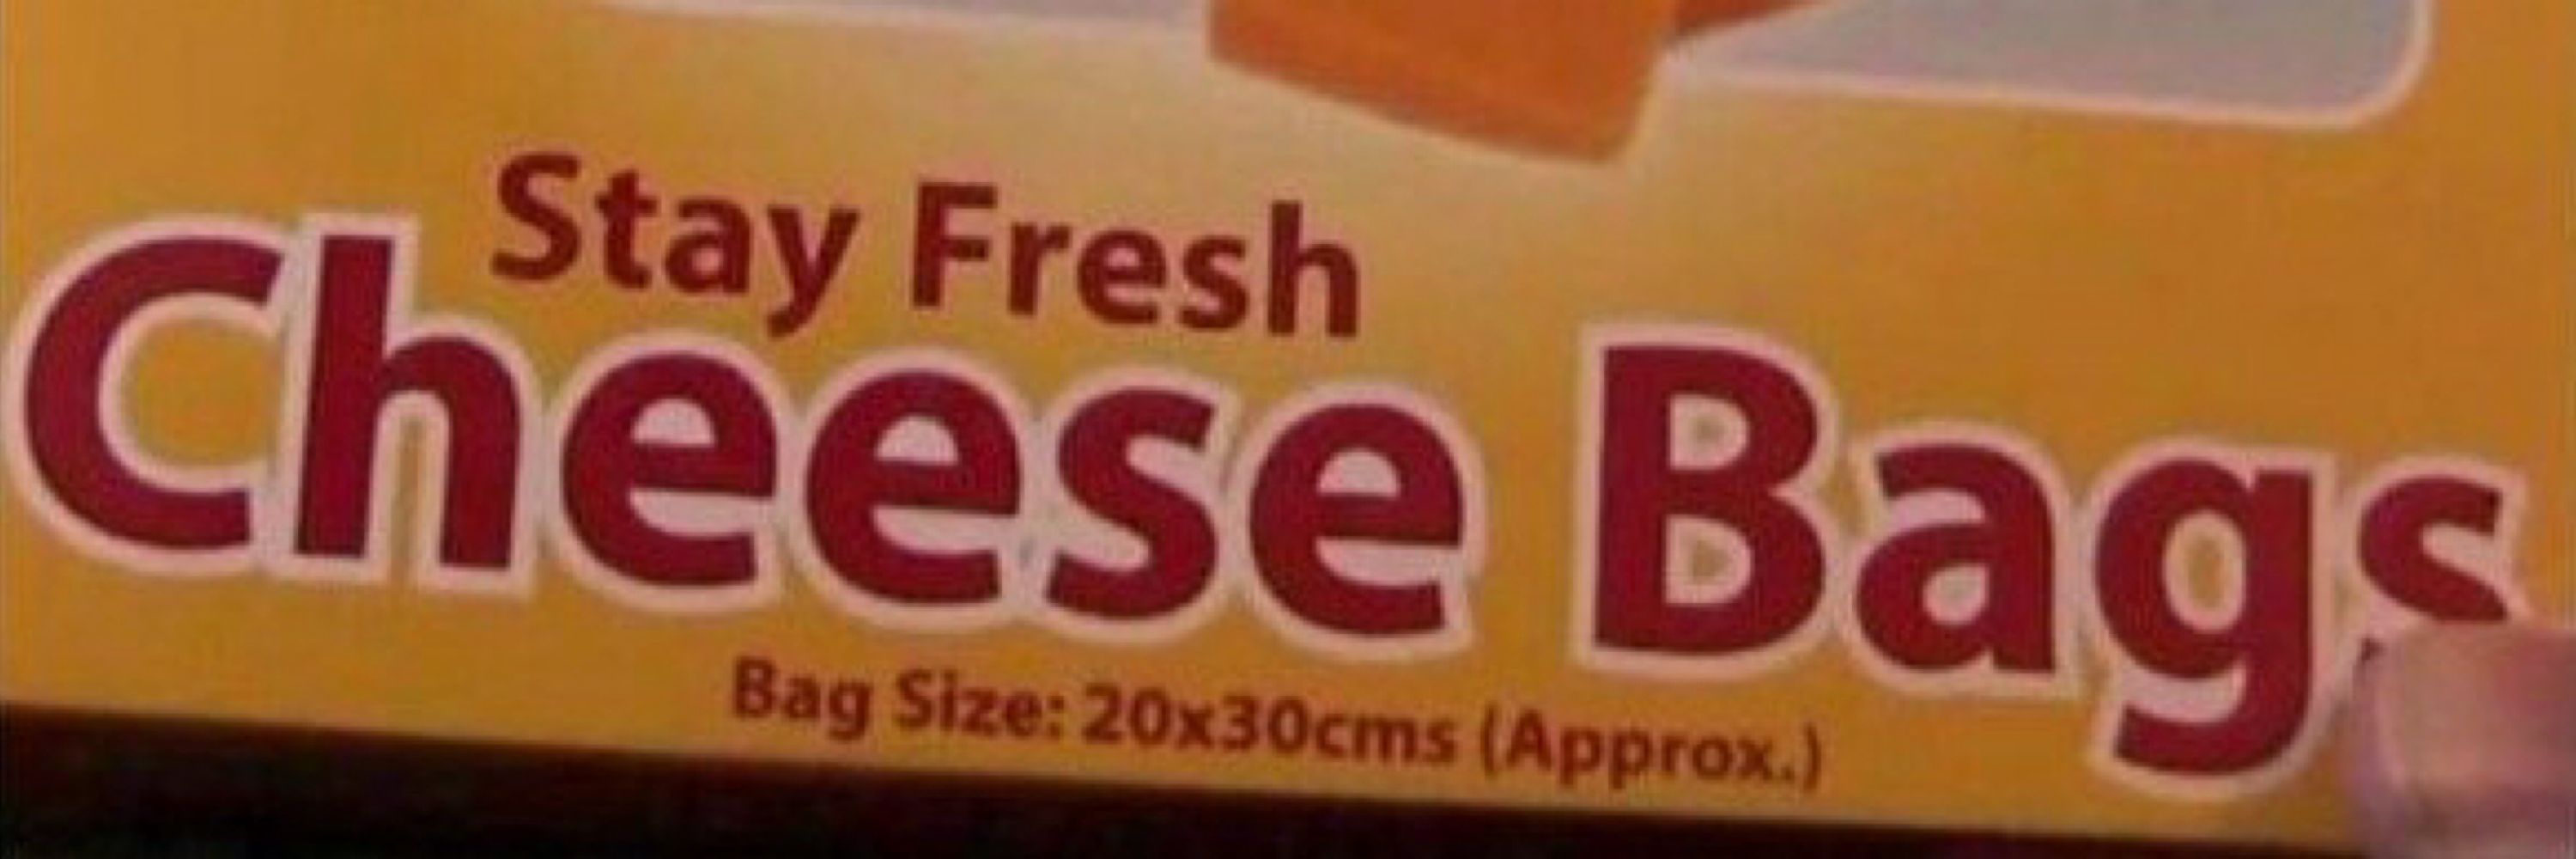 Stay Fresh
Cheese Bags
Bag Size: 20x30cms (Approx.)